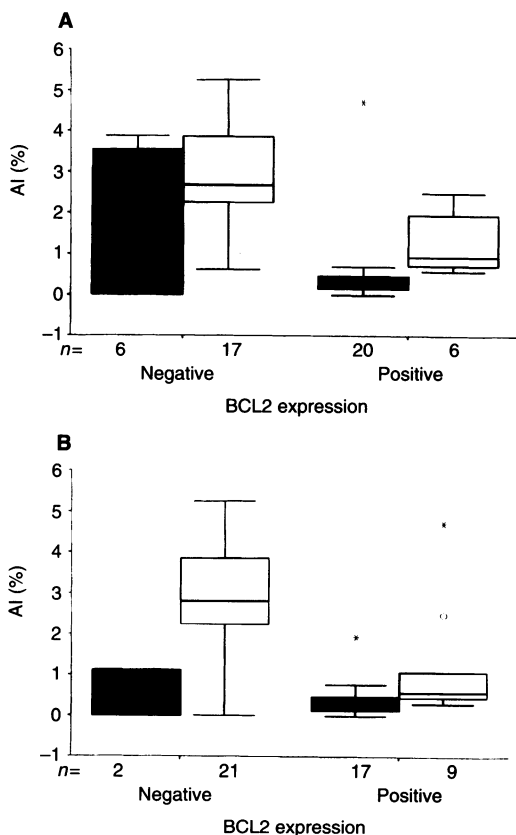 A
AI (%)
6
5
4
3
2
1
0
−1
n= 6 17 20 6
Negative Positive
BCL2 expression
B
AI (%)
6
5
4
3
2
1
0
−1
n= 2 21 17 9
Negative Positive
BCL2 expression